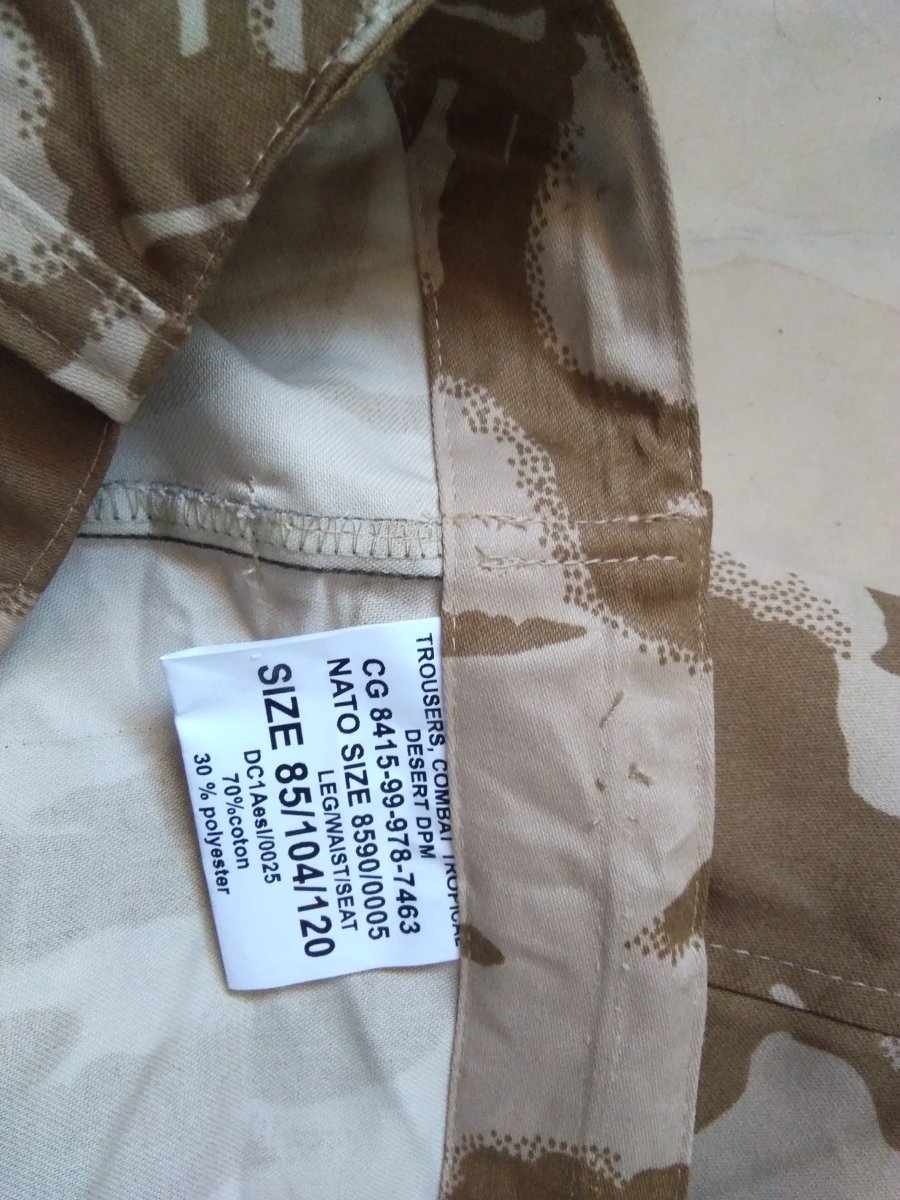 TROUSERS, COMBAT TROPICAL
DESERT DPM
CG 8415-99-978-7463
NATO SIZE 8590/0005
LEG/WAIST/SEAT
SIZE 85/104/120
DC1Aesl/0025
70%coton
30 % polyester